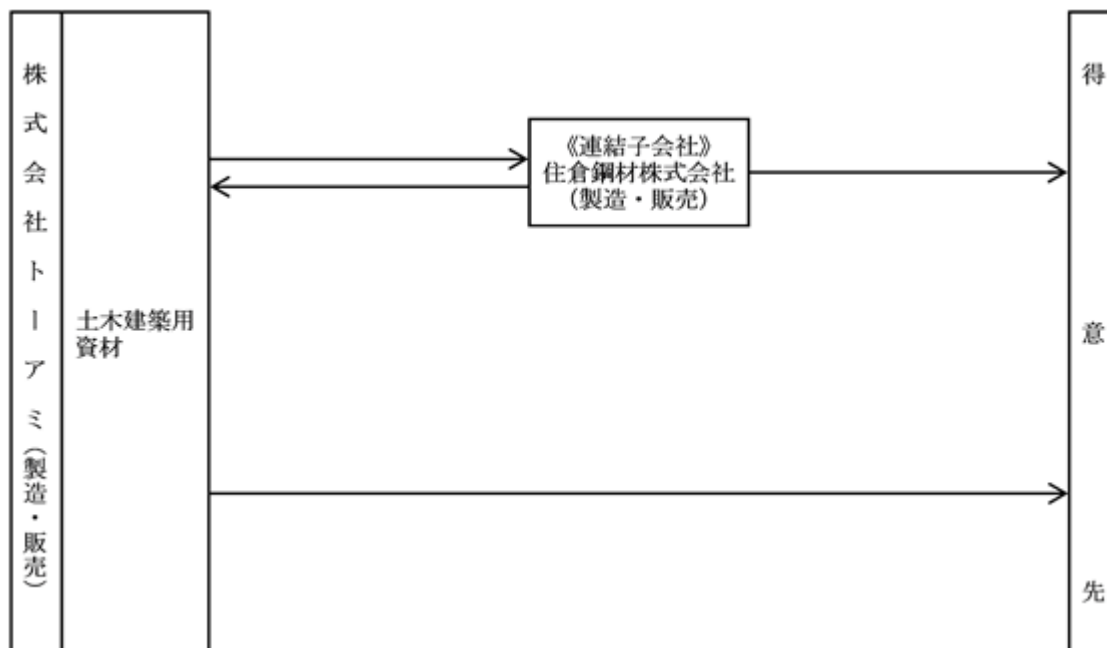 株式会社トーアミ（製造・販売）
土木建築用
資材
《連結子会社》
住倉鋼材株式会社
（製造・販売）
得意先